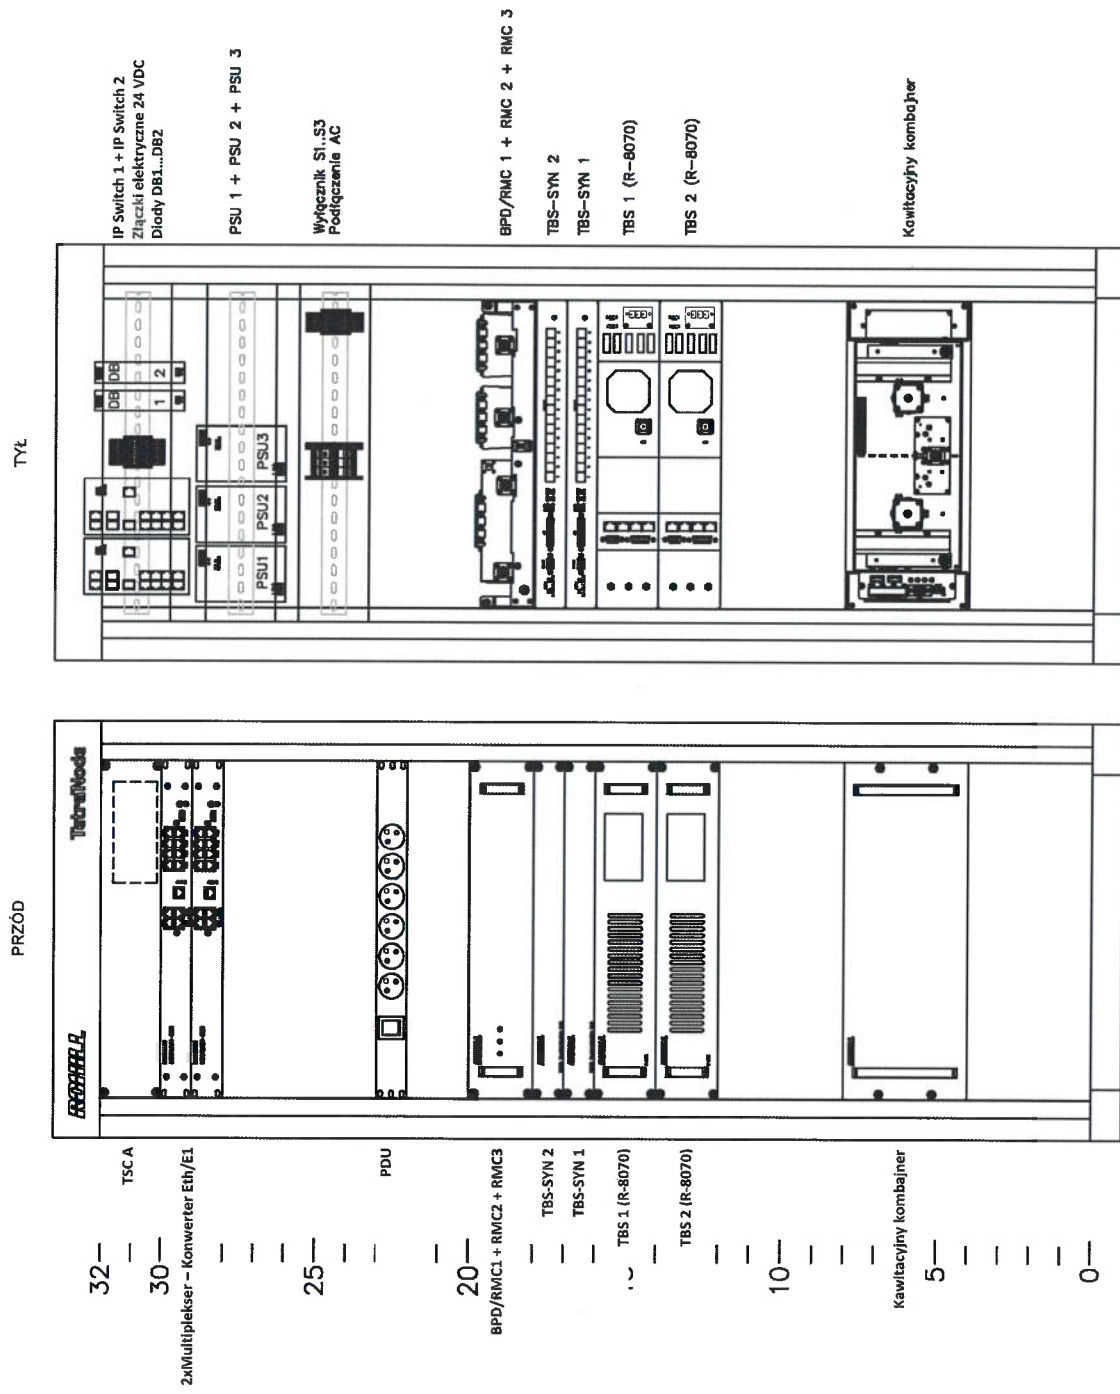 TYŁ
IP Switch 1 + IP Switch 2
Złączki elektryczne 24 VDC
Diody DB1...DB2
PSU 1 + PSU 2 + PSU 3
Wyłącznik S1..S3
Podłączenie AC
BPD/RMC 1 + RMC 2 + RMC 3
TBS-SYN 2
TBS-SYN 1
TBS 1 (R-8070)
TBS 2 (R-8070)
Kawitacyjny kombajner
DB
1
DB
2
PSU1
PSU2
PSU3
PRZÓD
TetraNode
TSC A
2xMultiplekser – Konwerter Eth/E1
PDU
BPD/RMC1 + RMC2 + RMC3
TBS-SYN 2
TBS-SYN 1
TBS 1 (R-8070)
TBS 2 (R-8070)
Kawitacyjny kombajner
32
30
25
20
10
5
0